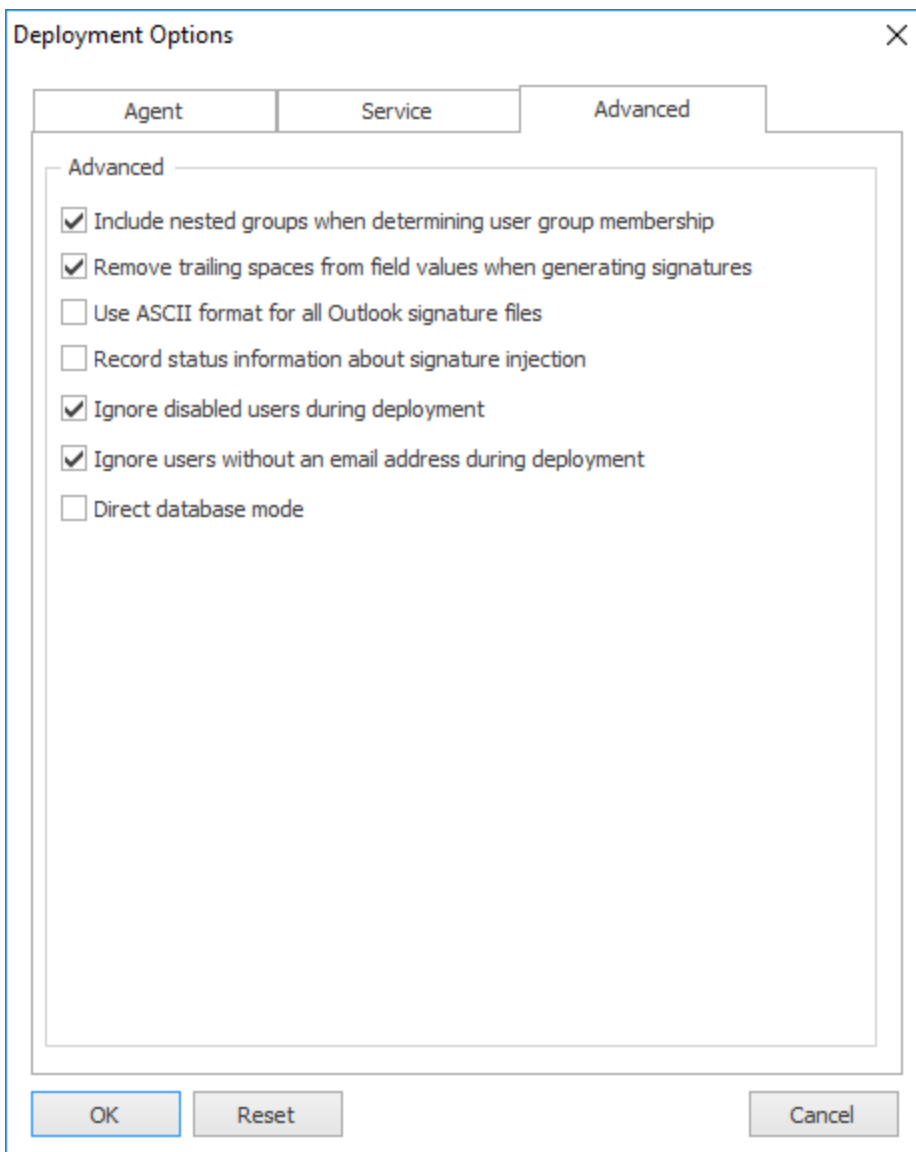 Deployment Options
Agent
Service
Advanced
Advanced
Include nested groups when determining user group membership
Remove trailing spaces from field values when generating signatures
Use ASCII format for all Outlook signature files
Record status information about signature injection
Ignore disabled users during deployment
Ignore users without an email address during deployment
Direct database mode
OK
Reset
Cancel